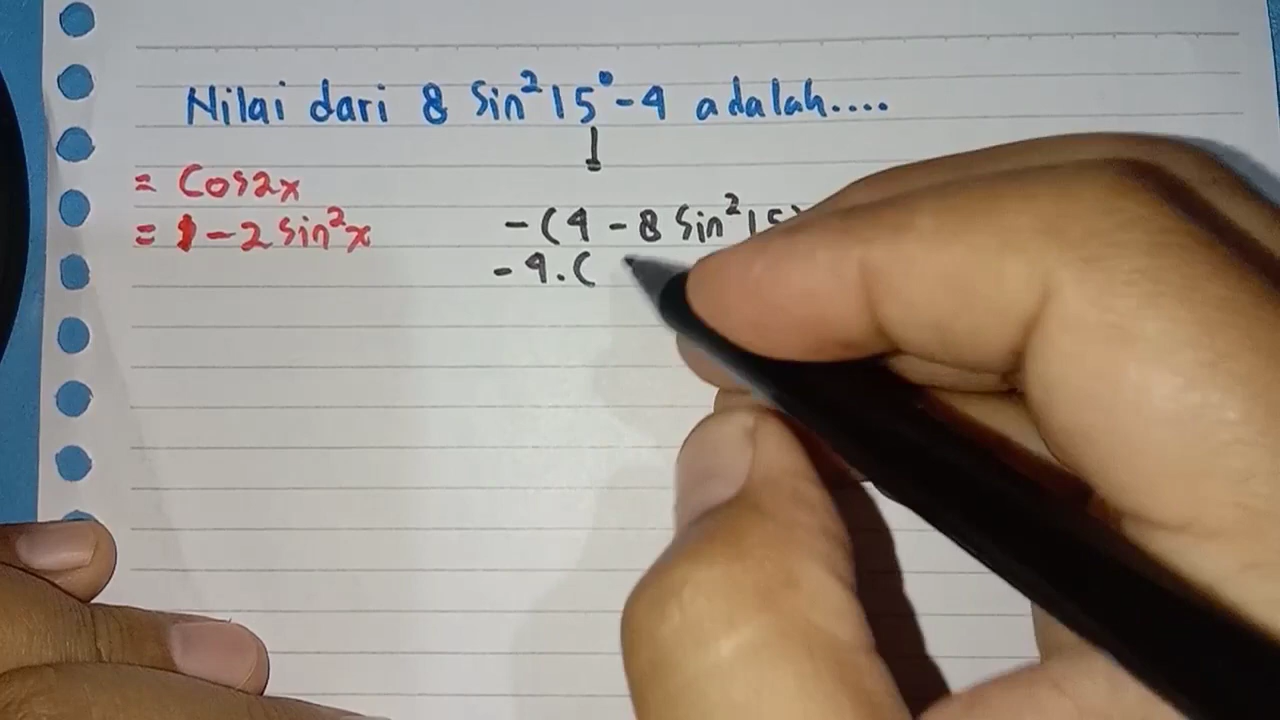 Nilai dari 8 Sin²15°-4 adalah....
= Cos2x
= 1-2 Sin²x
-(4 - 8 Sin²15)
-4.(